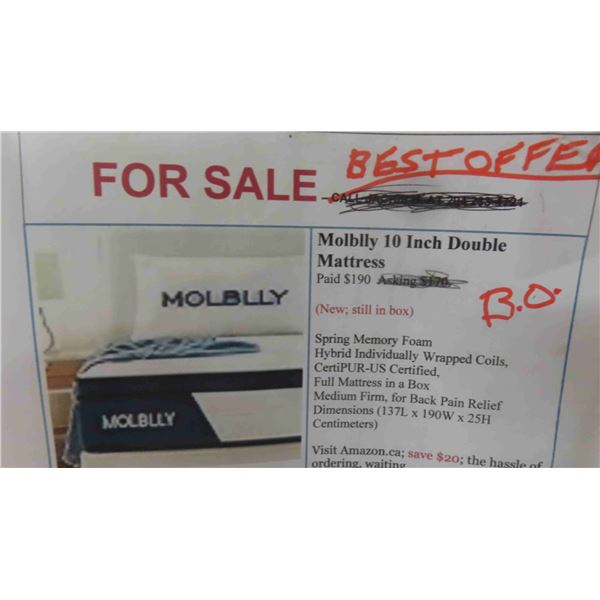 BEST OFFER
FOR SALE
MOLBLLY
MOLBLLY
Molblly 10 Inch Double
Mattress
Paid $190 Asking $170
B.O.
(New; still in box)
Spring Memory Foam
Hybrid Individually Wrapped Coils,
CertiPUR-US Certified,
Full Mattress in a Box
Medium Firm, for Back Pain Relief
Dimensions (137L x 190W x 25H
Centimeters)
Visit Amazon.ca; save $20; the hassle of
ordering, waiting